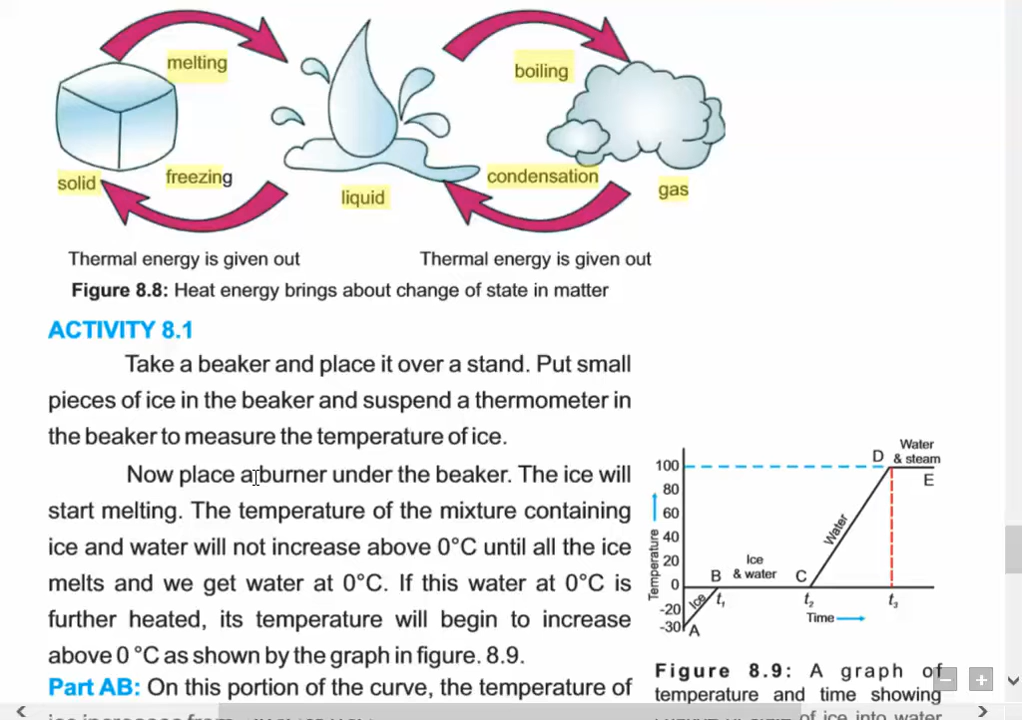 melting
boiling
solid
freezing
liquid
condensation
gas
Thermal energy is given out
Thermal energy is given out
Figure 8.8: Heat energy brings about change of state in matter
ACTIVITY 8.1
Take a beaker and place it over a stand. Put small
pieces of ice in the beaker and suspend a thermometer in
the beaker to measure the temperature of ice.
Now place a burner under the beaker. The ice will
start melting. The temperature of the mixture containing
ice and water will not increase above 0°C until all the ice
melts and we get water at 0°C. If this water at 0°C is
further heated, its temperature will begin to increase
above 0 °C as shown by the graph in figure. 8.9.
Part AB: On this portion of the curve, the temperature of
Water
& steam
D
E
100
80
60
40
20
0
-20
-30
Temperature
A
Ice
B
t₁
Ice
& water
C
t₂
Water
t₃
Time
Figure 8.9: A graph of
temperature and time showing
of ice into water